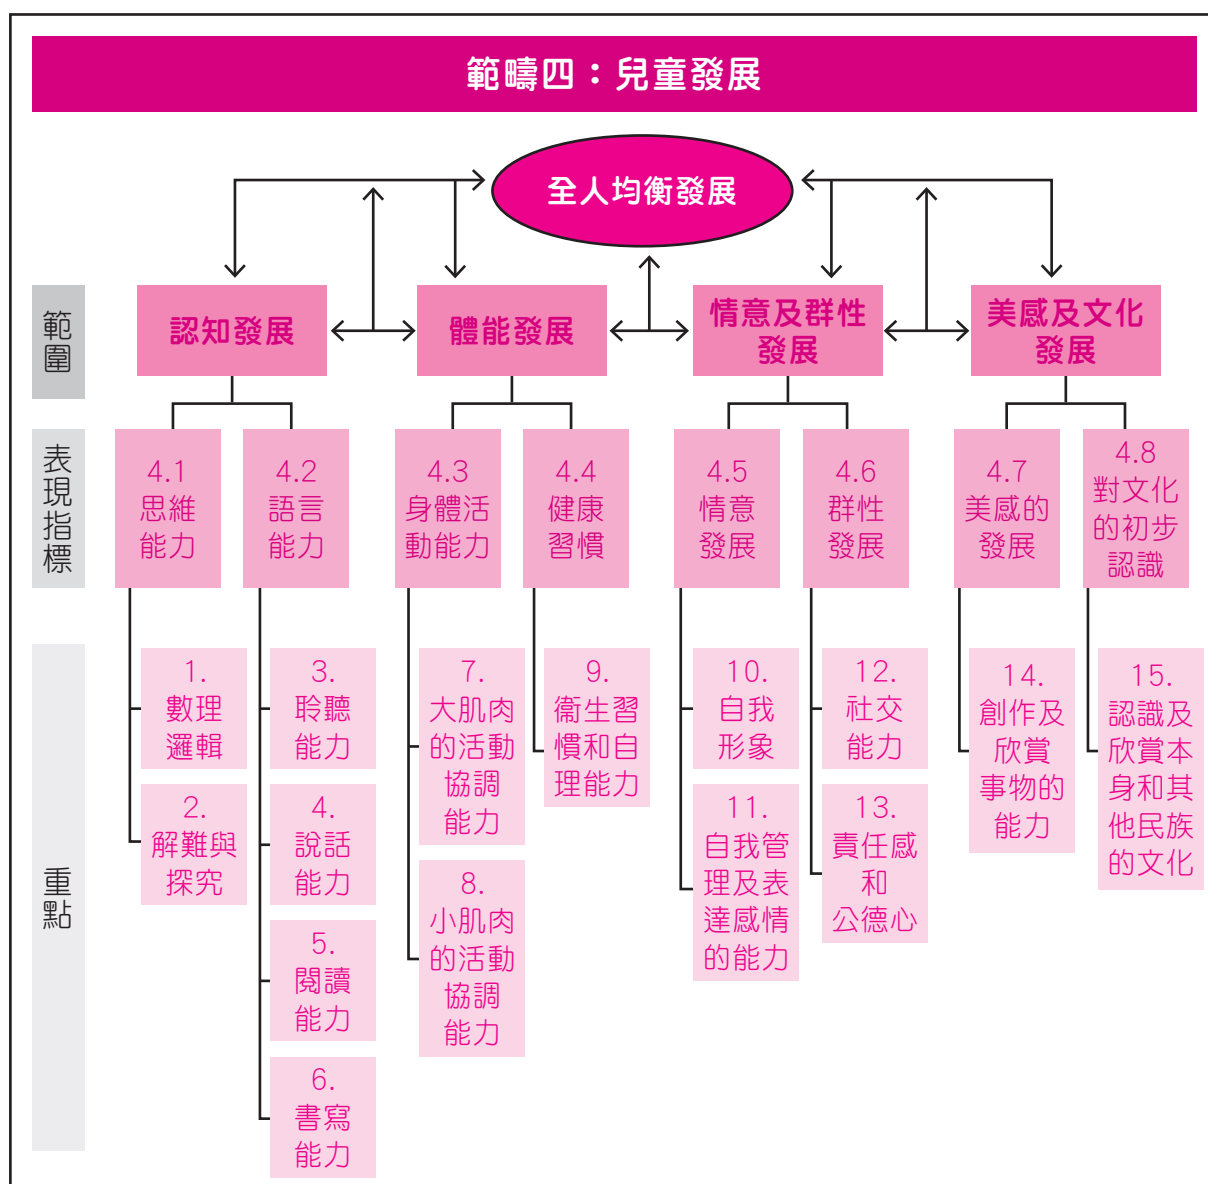 範疇四：兒童發展
全人均衡發展
範
圍
認知發展
體能發展
情意及群性
發展
美感及文化
發展
表
現
指
標
4.1
思維
能力
4.2
語言
能力
4.3
身體活
動能力
4.4
健康
習慣
4.5
情意
發展
4.6
群性
發展
4.7
美感的
發展
4.8
對文化
的初步
認識
重
點
1.
數理
邏輯
2.
解難與
探究
3.
聆聽
能力
4.
說話
能力
5.
閱讀
能力
6.
書寫
能力
7.
大肌肉
的活動
協調
能力
8.
小肌肉
的活動
協調
能力
9.
衞生習
慣和自
理能力
10.
自我
形象
11.
自我管
理及表
達感情
的能力
12.
社交
能力
13.
責任感
和
公德心
14.
創作及
欣賞
事物的
能力
15.
認識及
欣賞本
身和其
他民族
的文化